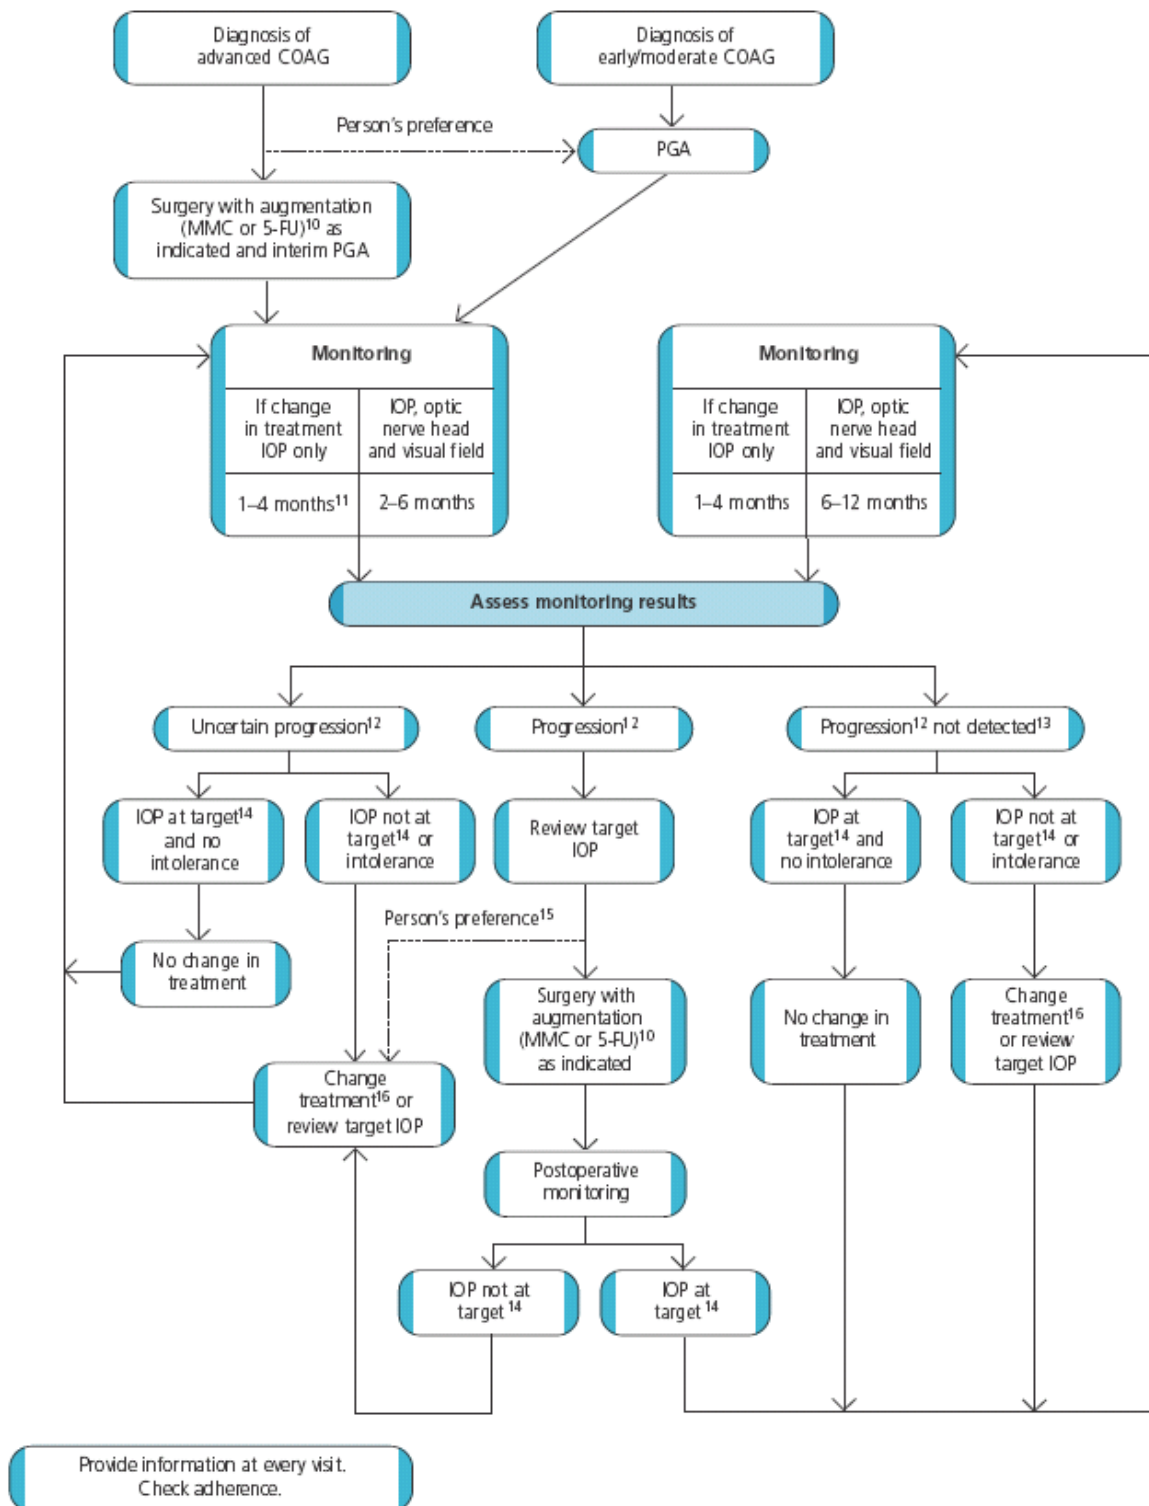 Diagnosis of
advanced COAG
Diagnosis of
early/moderate COAG
Person's preference
PGA
Surgery with augmentation
(MMC or 5-FU)¹⁰ as
indicated and interim PGA
Monitoring
If change
in treatment
IOP only
IOP, optic
nerve head
and visual field
1–4 months¹¹
2–6 months
Monitoring
If change
in treatment
IOP only
IOP, optic
nerve head
and visual field
1–4 months
6–12 months
Assess monitoring results
Uncertain progression¹²
Progression¹²
Progression¹² not detected¹³
IOP at target¹⁴
and no
intolerance
IOP not at
target¹⁴ or
intolerance
Review target
IOP
IOP at
target¹⁴ and
no intolerance
IOP not at
target¹⁴ or
intolerance
Person's preference¹⁵
No change in
treatment
Surgery with
augmentation
(MMC or 5-FU)¹⁰
as indicated
No change in
treatment
Change
treatment¹⁶
or review
target IOP
Change
treatment¹⁶ or
review target IOP
Postoperative
monitoring
IOP not at
target¹⁴
IOP at
target¹⁴
Provide information at every visit.
Check adherence.